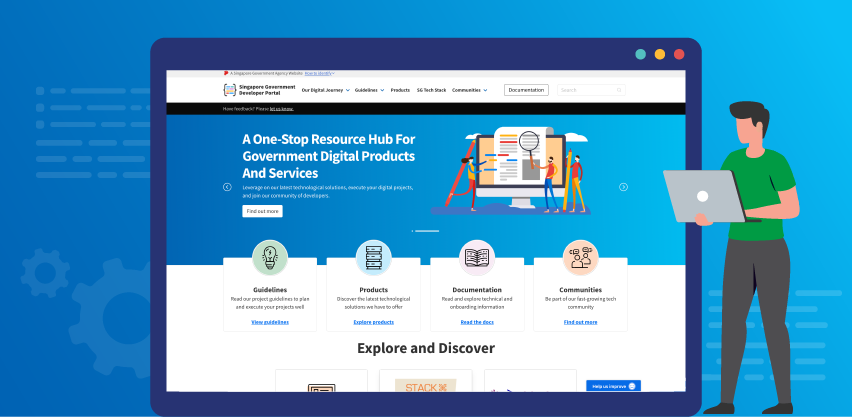 A Singapore Government Agency Website How to identify
Singapore Government
Developer Portal
Our Digital Journey
Guidelines
Products
SG Tech Stack
Communities
Documentation
Search
Have feedback? Please let us know.
A One-Stop Resource Hub For
Government Digital Products
And Services
Leverage on our latest technological solutions, execute your digital projects,
and join our community of developers.
Find out more
Guidelines
Read our project guidelines to plan
and execute your projects well
View guidelines
Products
Discover the latest technological
solutions we have to offer
Explore products
Documentation
Read and explore technical and
onboarding information
Read the docs
Communities
Be part of our fast-growing tech
community
Find out more
Explore and Discover
STACK
Help us improve